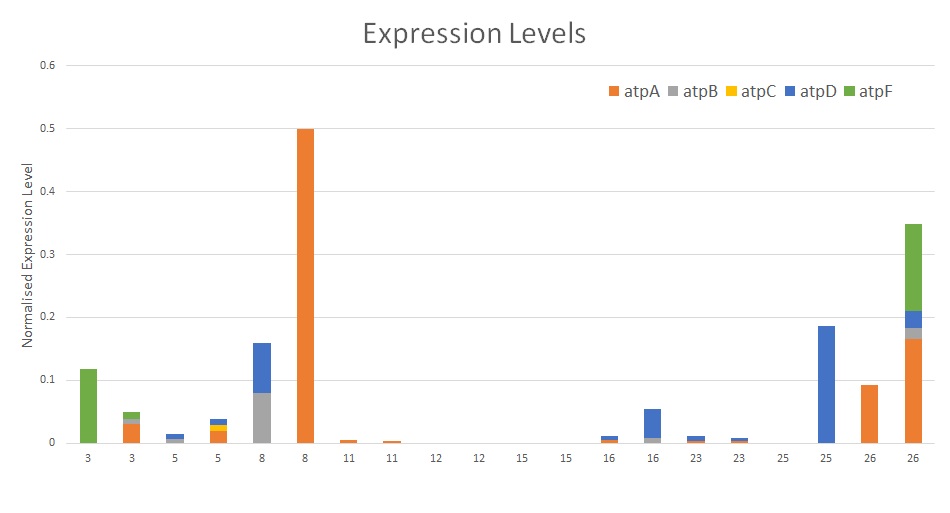 Expression Levels
0.6
atpA atpB atpC atpD atpF
0.5
0.4
0.3
0.2
0.1
0
Normalised Expression Level
3 3 5 5 8 8 11 11 12 12 15 15 16 16 23 23 25 25 26 26